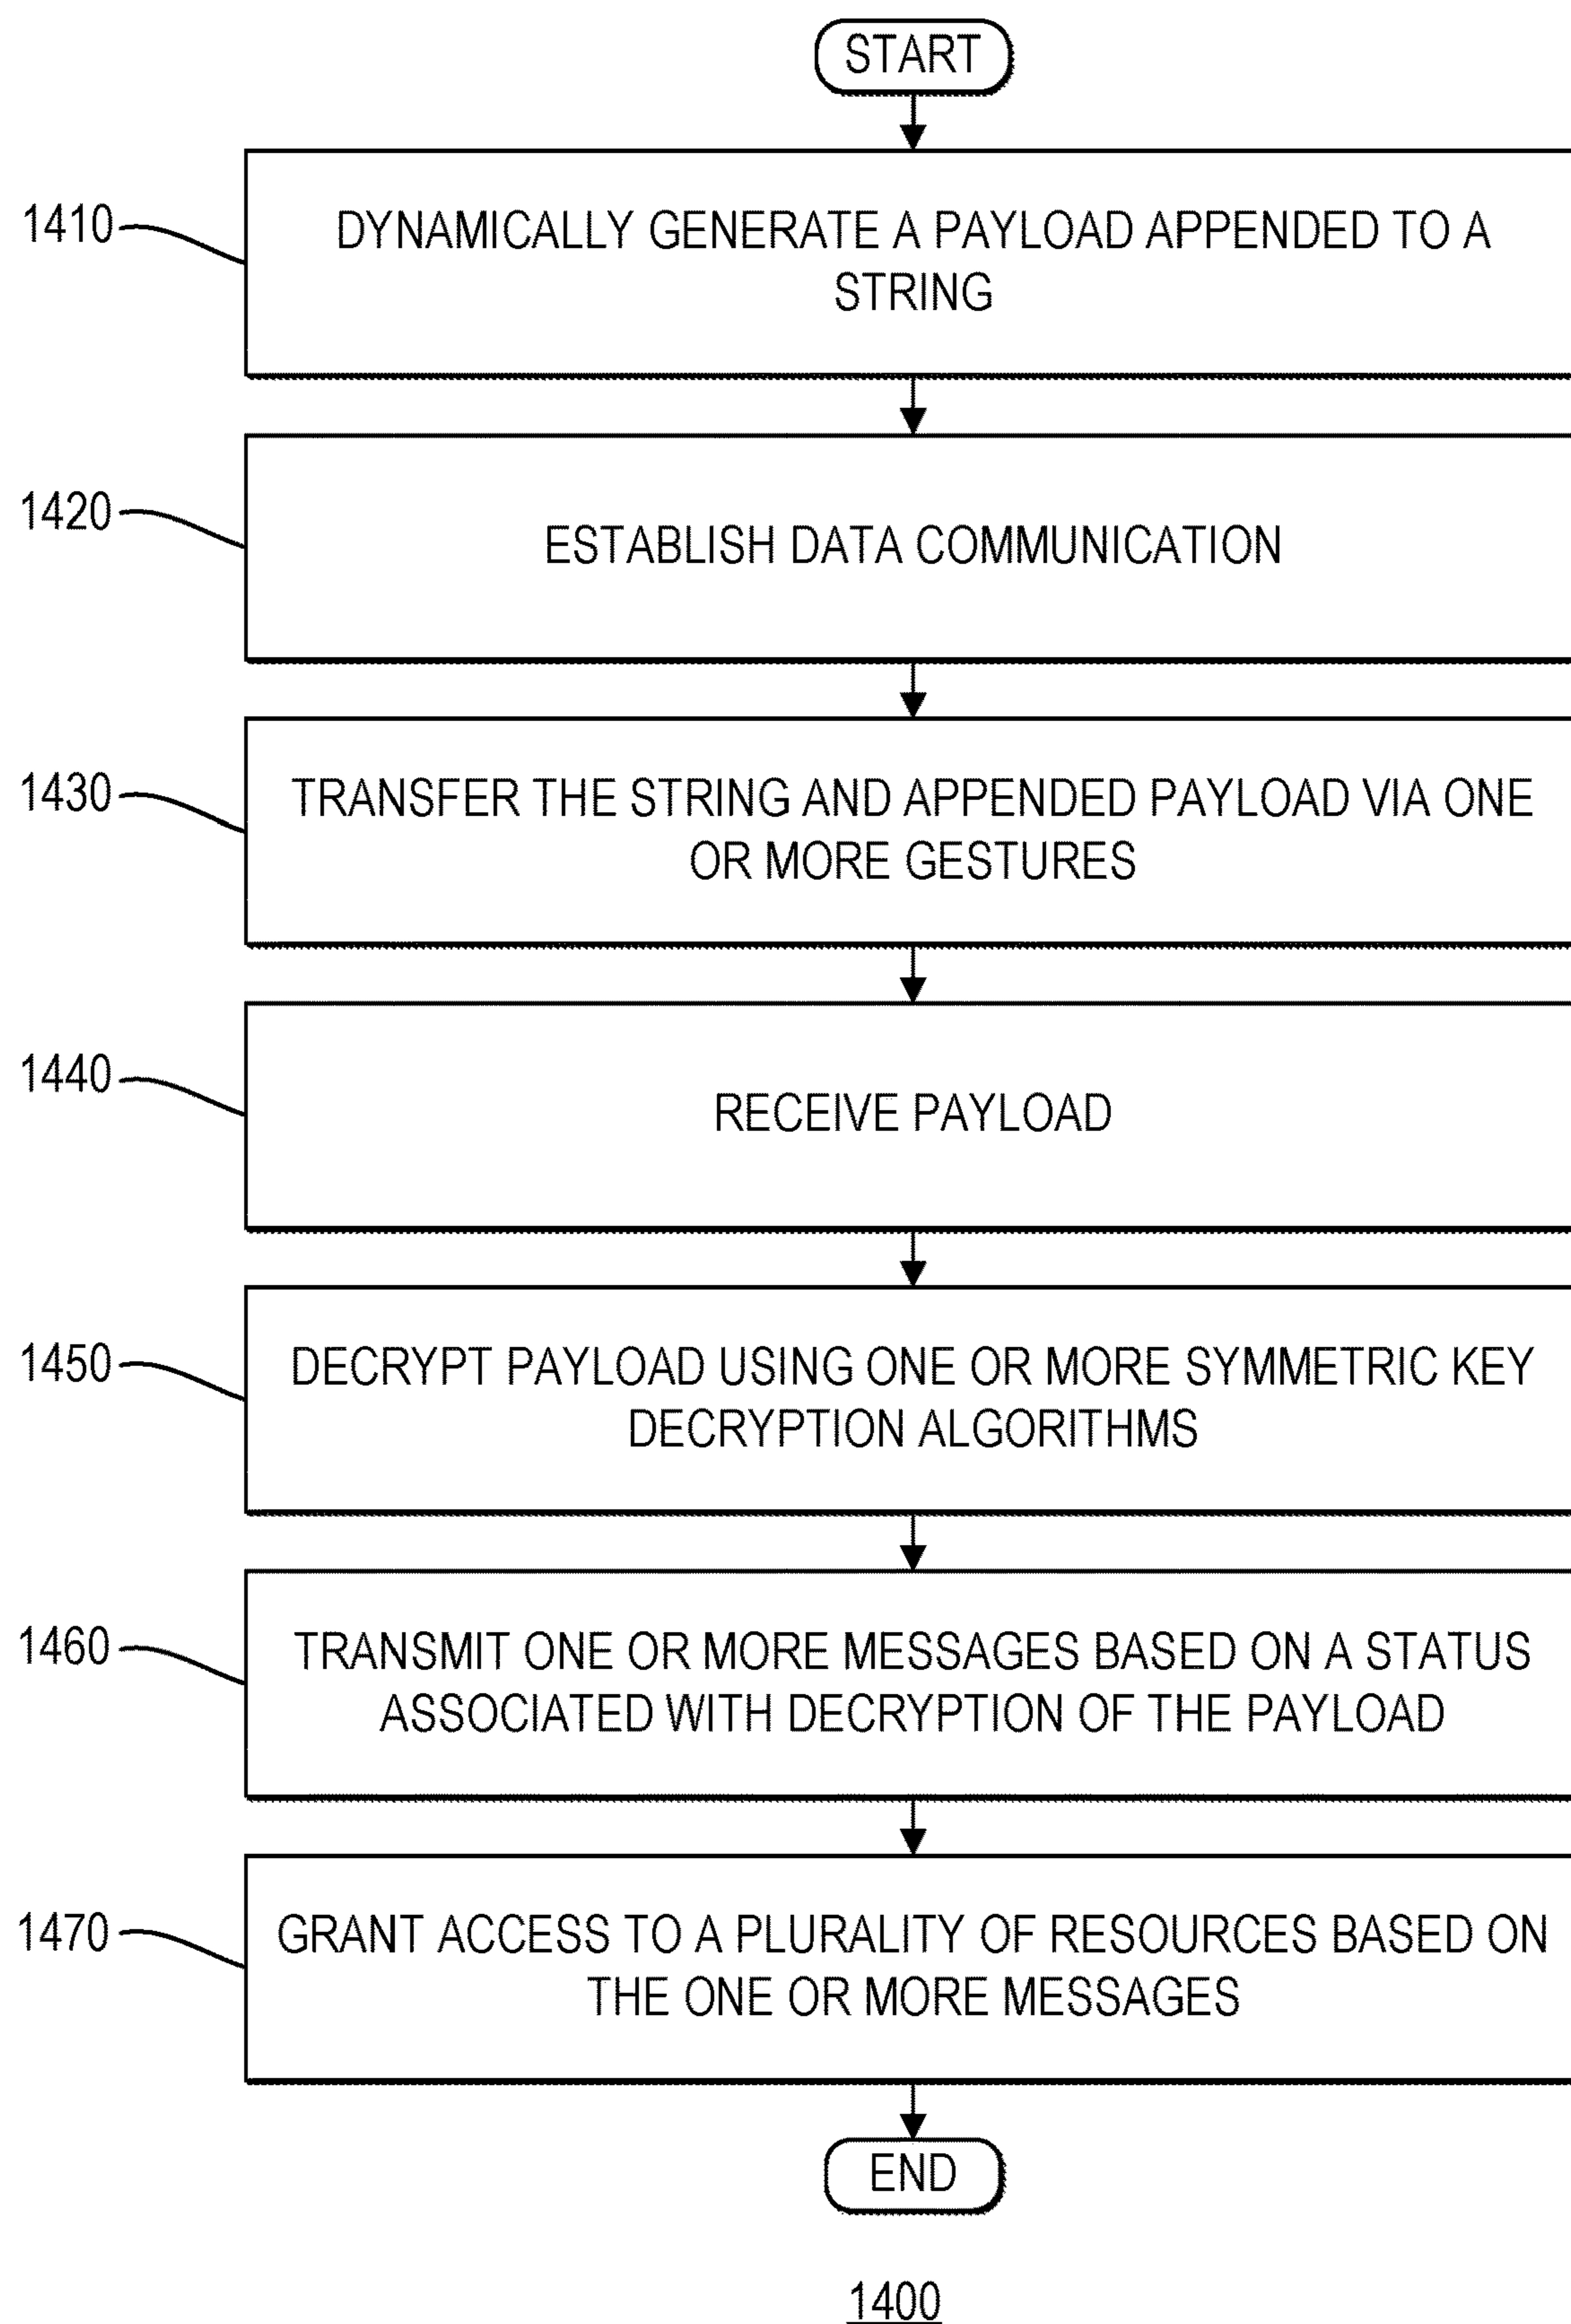 START
1410
DYNAMICALLY GENERATE A PAYLOAD APPENDED TO A
STRING
1420
ESTABLISH DATA COMMUNICATION
1430
TRANSFER THE STRING AND APPENDED PAYLOAD VIA ONE
OR MORE GESTURES
1440
RECEIVE PAYLOAD
1450
DECRYPT PAYLOAD USING ONE OR MORE SYMMETRIC KEY
DECRYPTION ALGORITHMS
1460
TRANSMIT ONE OR MORE MESSAGES BASED ON A STATUS
ASSOCIATED WITH DECRYPTION OF THE PAYLOAD
1470
GRANT ACCESS TO A PLURALITY OF RESOURCES BASED ON
THE ONE OR MORE MESSAGES
END
1400